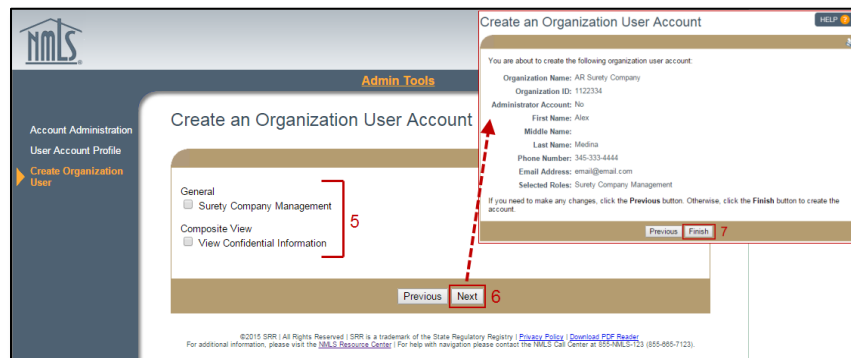 NMLS
Admin Tools
Account Administration
User Account Profile
Create Organization
User
Create an Organization User Account
General
Surety Company Management
Composite View
View Confidential Information
5
Previous Next 6
©2015 SRR | All Rights Reserved | SRR is a trademark of the State Regulatory Registry | Privacy Policy | Download PDF Reader
For additional information, please visit the NMLS Resource Center | For help with navigation please contact the NMLS Call Center at 855-NMLS-123 (855-665-7123).
Create an Organization User Account
HELP ?
You are about to create the following organization user account:
Organization Name: AR Surety Company
Organization ID: 1122334
Administrator Account: No
First Name: Alex
Middle Name:
Last Name: Medina
Phone Number: 345-333-4444
Email Address: email@email.com
Selected Roles: Surety Company Management
If you need to make any changes, click the Previous button. Otherwise, click the Finish button to create the
account.
Previous Finish 7